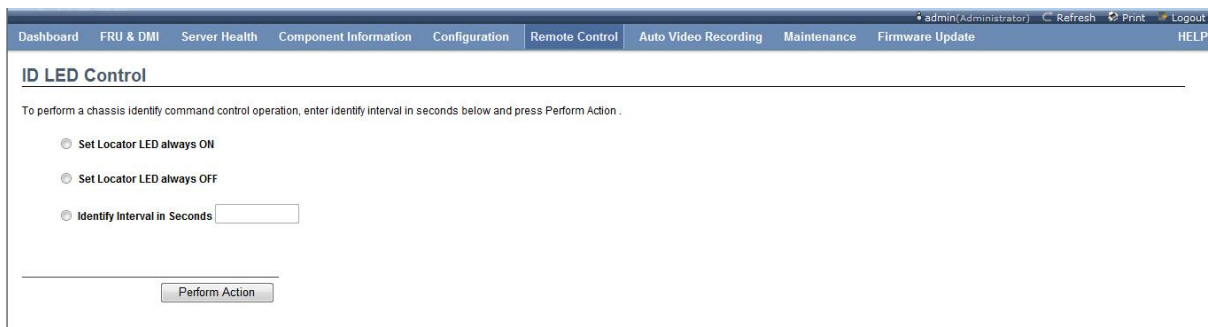 admin(Administrator) Refresh Print Logout
Dashboard FRU & DMI Server Health Component Information Configuration Remote Control Auto Video Recording Maintenance Firmware Update HELP
ID LED Control
To perform a chassis identify command control operation, enter identify interval in seconds below and press Perform Action .
Set Locator LED always ON
Set Locator LED always OFF
Identify Interval in Seconds
Perform Action